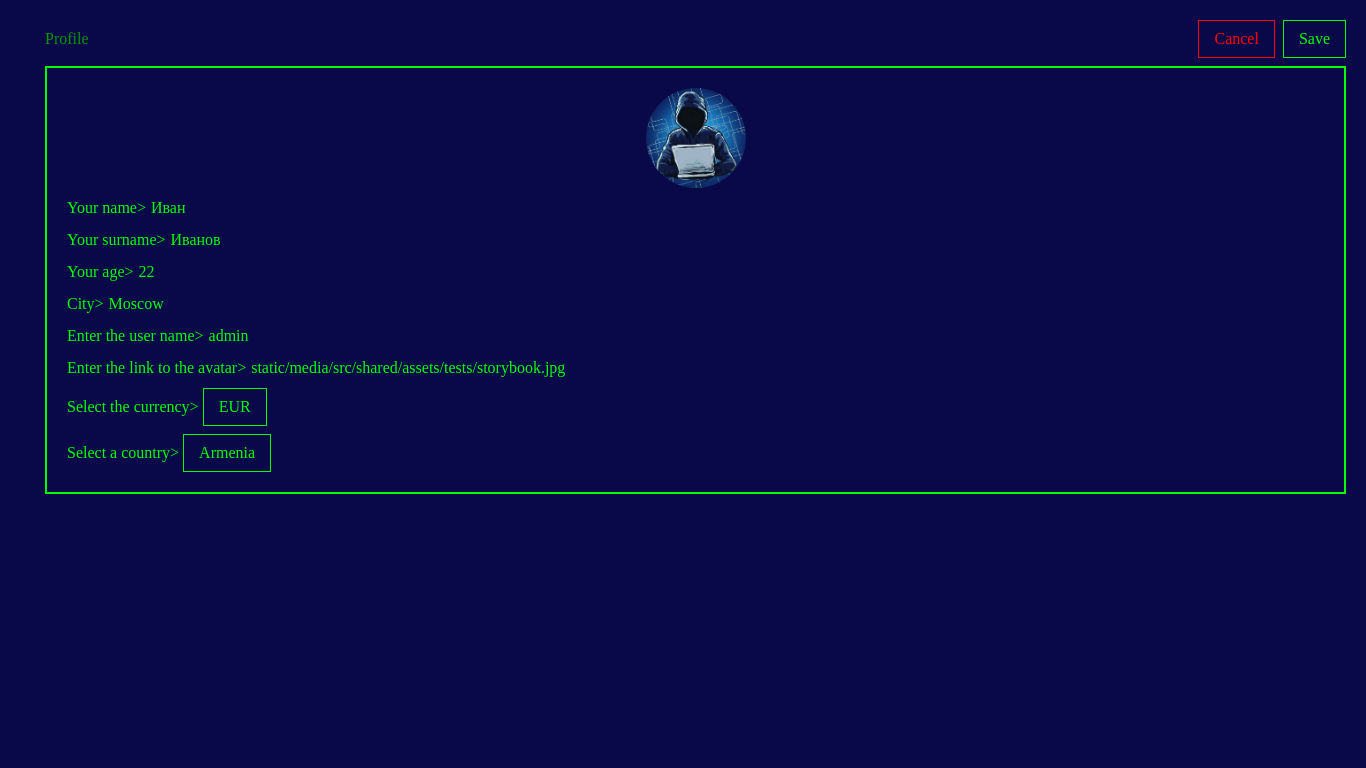 Profile
Cancel
Save
Your name> Иван
Your surname> Иванов
Your age> 22
City> Moscow
Enter the user name> admin
Enter the link to the avatar> static/media/src/shared/assets/tests/storybook.jpg
Select the currency> EUR
Select a country> Armenia